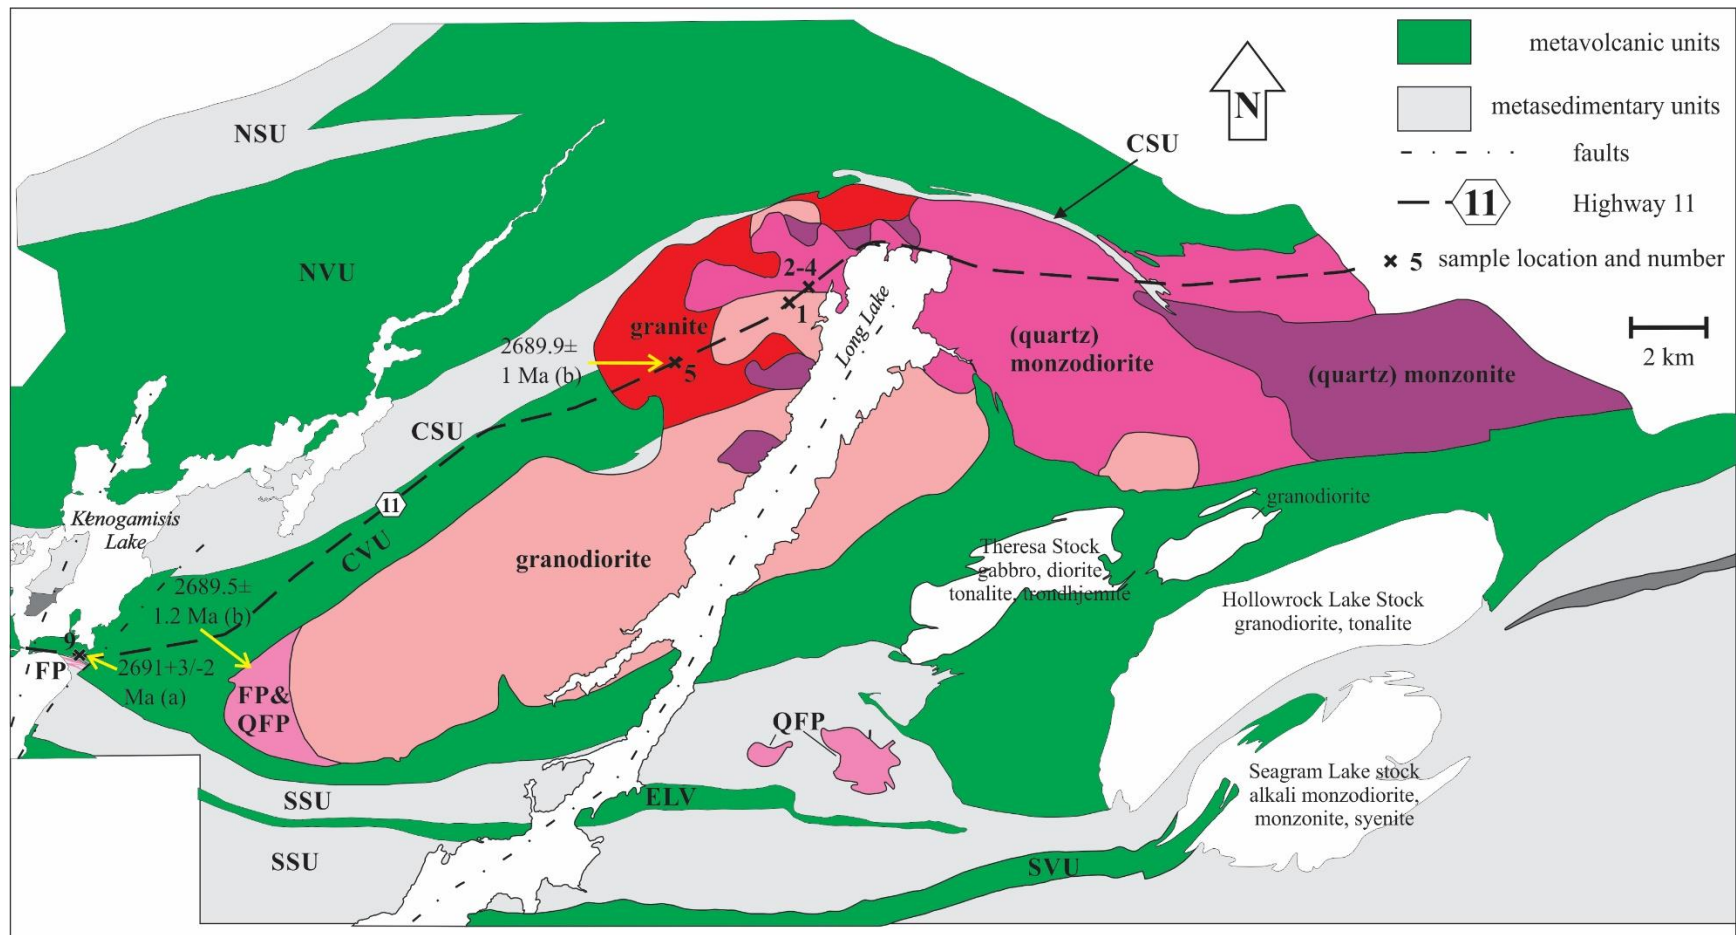 metavolcanic units
metasedimentary units
faults
11
Highway 11
5 sample location and number
N
2 km
NSU
CSU
NVU
2-4
1
granite
2689.9±
1 Ma (b)
5
Long Lake
(quartz)
monzodiorite
(quartz) monzonite
CSU
11
CVU
Kenogamisis
Lake
granodiorite
granodiorite
Theresa Stock
gabbro, diorite
tonalite, trondhjemite
Hollowrock Lake Stock
granodiorite, tonalite
2689.5±
1.2 Ma (b)
9
FP
2691+3/-2
Ma (a)
FP&
QFP
QFP
Seagram Lake stock
alkali monzodiorite,
monzonite, syenite
SSU
ELV
SSU
SVU